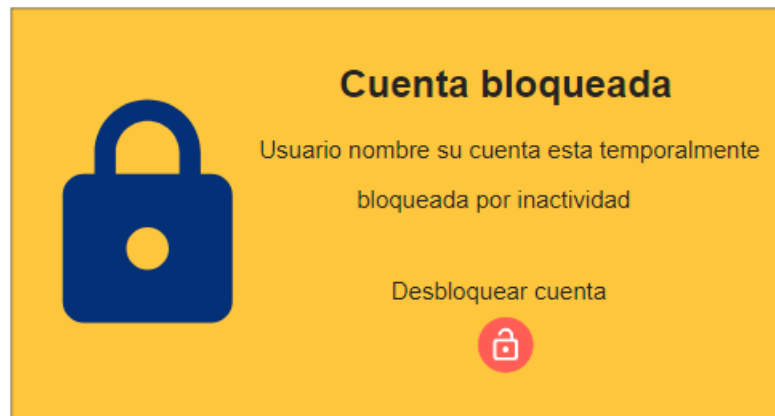 Cuenta bloqueada
Usuario nombre su cuenta esta temporalmente
bloqueada por inactividad
Desbloquear cuenta